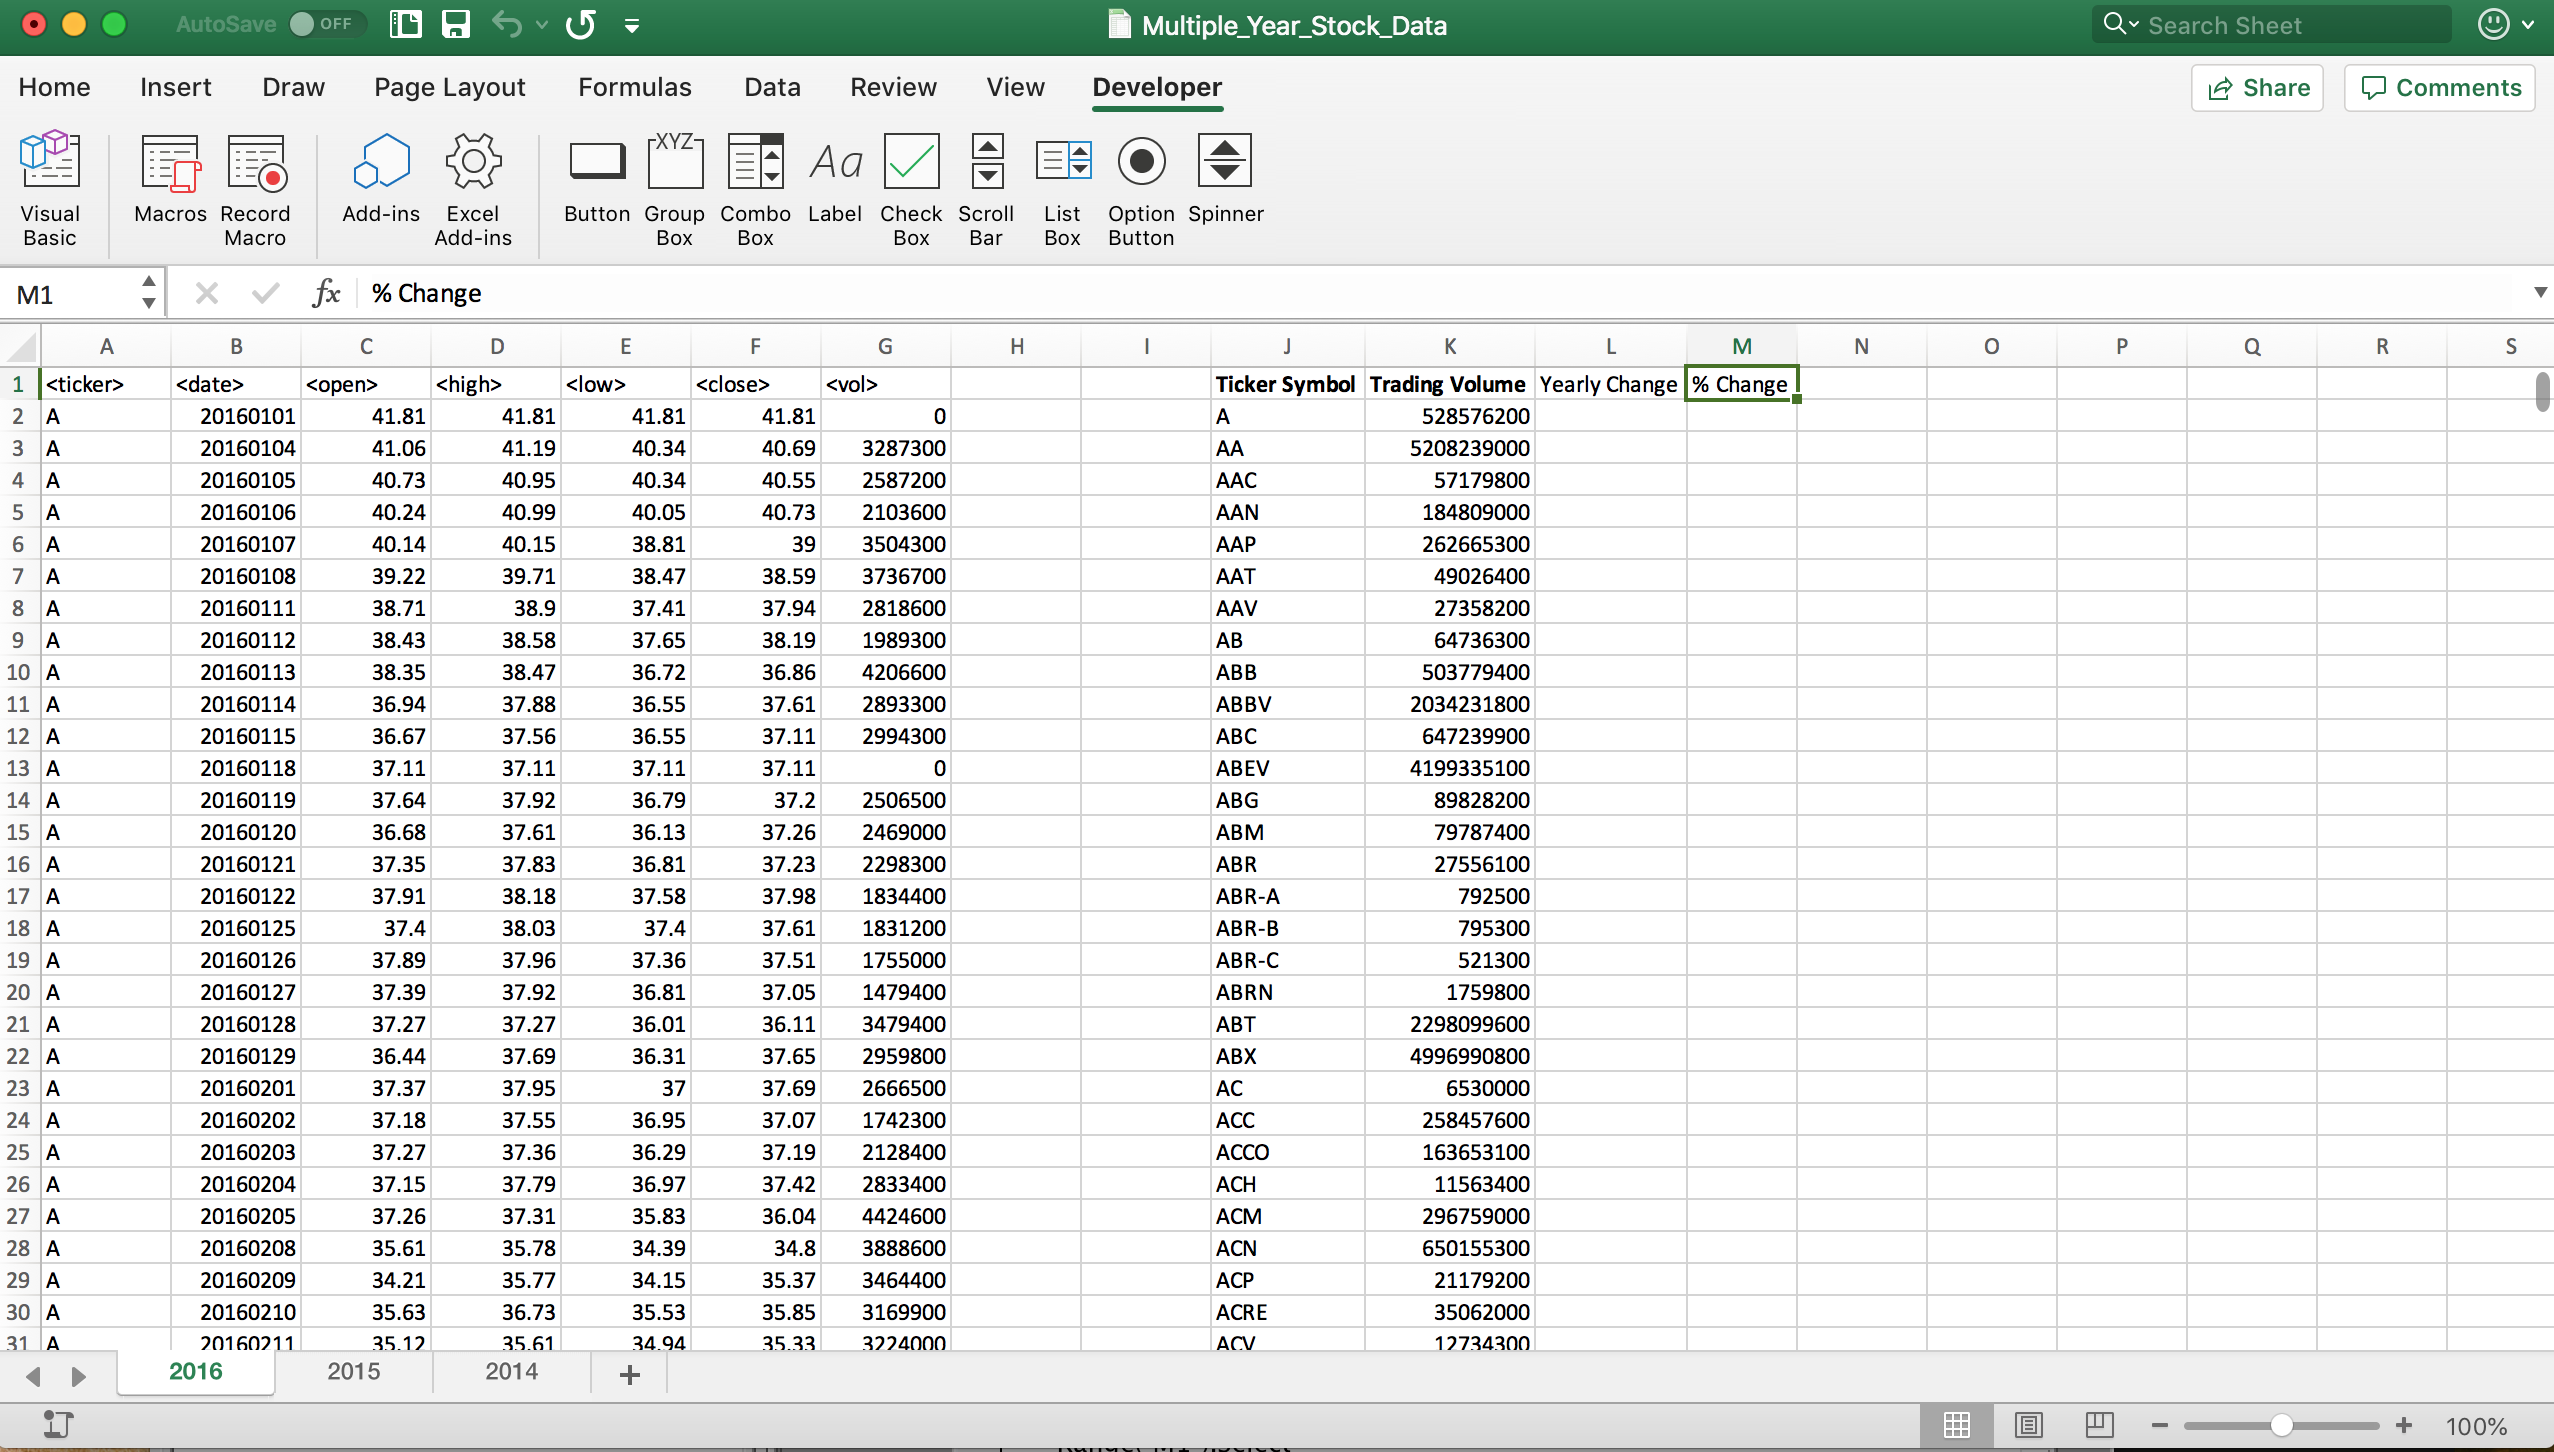 AutoSave OFF Multiple_Year_Stock_Data Search Sheet
Home Insert Draw Page Layout Formulas Data Review View Developer Share Comments
Visual Basic Macros Record Macro Add-ins Excel Add-ins Button XYZ Group Box Combo Box Aa Label Check Box Scroll Bar List Box Option Button Spinner
M1 fx % Change
A B C D E F G H I J K L M N O P Q R S
1 <ticker> <date> <open> <high> <low> <close> <vol> Ticker Symbol Trading Volume Yearly Change % Change
2 A 20160101 41.81 41.81 41.81 41.81 0 A 528576200
3 A 20160104 41.06 41.19 40.34 40.69 3287300 AA 5208239000
4 A 20160105 40.73 40.95 40.34 40.55 2587200 AAC 57179800
5 A 20160106 40.24 40.99 40.05 40.73 2103600 AAN 184809000
6 A 20160107 40.14 40.15 38.81 39 3504300 AAP 262665300
7 A 20160108 39.22 39.71 38.47 38.59 3736700 AAT 49026400
8 A 20160111 38.71 38.9 37.41 37.94 2818600 AAV 27358200
9 A 20160112 38.43 38.58 37.65 38.19 1989300 AB 64736300
10 A 20160113 38.35 38.47 36.72 36.86 4206600 ABB 503779400
11 A 20160114 36.94 37.88 36.55 37.61 2893300 ABBV 2034231800
12 A 20160115 36.67 37.56 36.55 37.11 2994300 ABC 647239900
13 A 20160118 37.11 37.11 37.11 37.11 0 ABEV 4199335100
14 A 20160119 37.64 37.92 36.79 37.2 2506500 ABG 89828200
15 A 20160120 36.68 37.61 36.13 37.26 2469000 ABM 79787400
16 A 20160121 37.35 37.83 36.81 37.23 2298300 ABR 27556100
17 A 20160122 37.91 38.18 37.58 37.98 1834400 ABR-A 792500
18 A 20160125 37.4 38.03 37.4 37.61 1831200 ABR-B 795300
19 A 20160126 37.89 37.96 37.36 37.51 1755000 ABR-C 521300
20 A 20160127 37.39 37.92 36.81 37.05 1479400 ABRN 1759800
21 A 20160128 37.27 37.27 36.01 36.11 3479400 ABT 2298099600
22 A 20160129 36.44 37.69 36.31 37.65 2959800 ABX 4996990800
23 A 20160201 37.37 37.95 37 37.69 2666500 AC 6530000
24 A 20160202 37.18 37.55 36.95 37.07 1742300 ACC 258457600
25 A 20160203 37.27 37.36 36.29 37.19 2128400 ACCO 163653100
26 A 20160204 37.15 37.79 36.97 37.42 2833400 ACH 11563400
27 A 20160205 37.26 37.31 35.83 36.04 4424600 ACM 296759000
28 A 20160208 35.61 35.78 34.39 34.8 3888600 ACN 650155300
29 A 20160209 34.21 35.77 34.15 35.37 3464400 ACP 21179200
30 A 20160210 35.63 36.73 35.53 35.85 3169900 ACRE 35062000
31 A 20160211 35.12 35.61 34.94 35.33 3224000 ACV 12734300
2016 2015 2014 +
100%